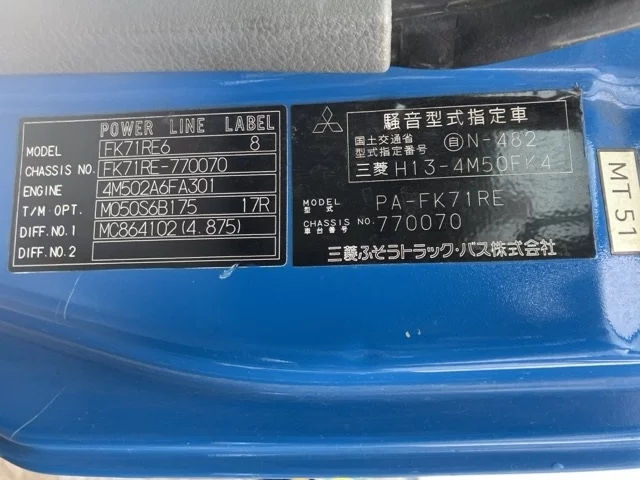 POWER LINE LABEL
MODEL FK71RE6 8
CHASSIS NO. FK71RE-770070
ENGINE 4M502A6FA301
T/M OPT. M050S6B175 17R
DIFF. NO.1 MC864102 (4.875)
DIFF. NO.2
騒音型式指定車
国土交通省
型式指定番号 自N-482
三菱 H13-4M50FK4-
MODEL
型式 PA-FK71RE
CHASSIS NO.
車台番号 770070
三菱ふそうトラック・バス株式会社
MT 51